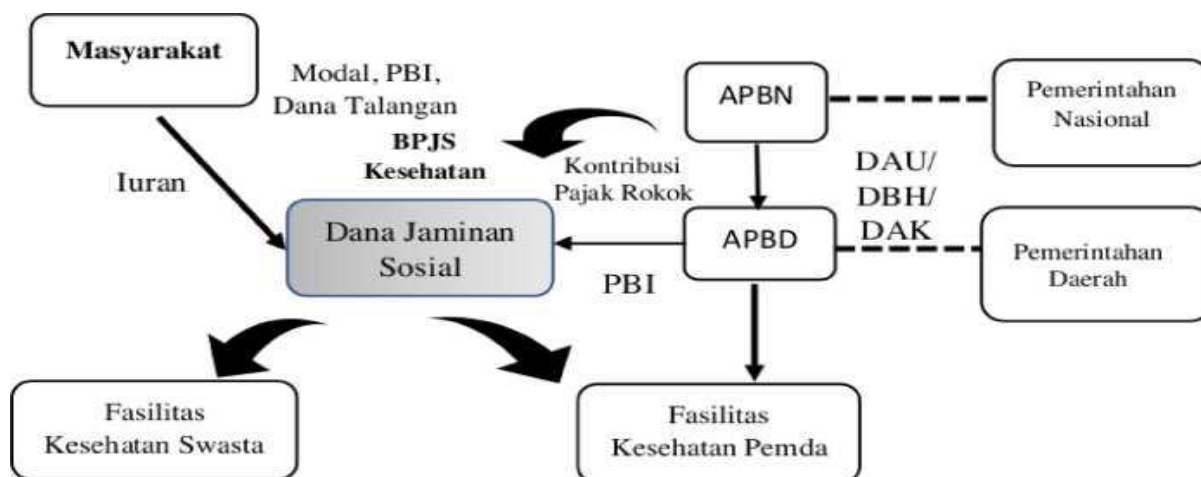 Masyarakat
Modal, PBI,
Dana Talangan
BPJS
Kesehatan
Iuran
Kontribusi
Pajak Rokok
APBN
Pemerintahan
Nasional
DAU/
DBH/
DAK
Dana Jaminan
Sosial
PBI
APBD
Pemerintahan
Daerah
Fasilitas
Kesehatan Swasta
Fasilitas
Kesehatan Pemda